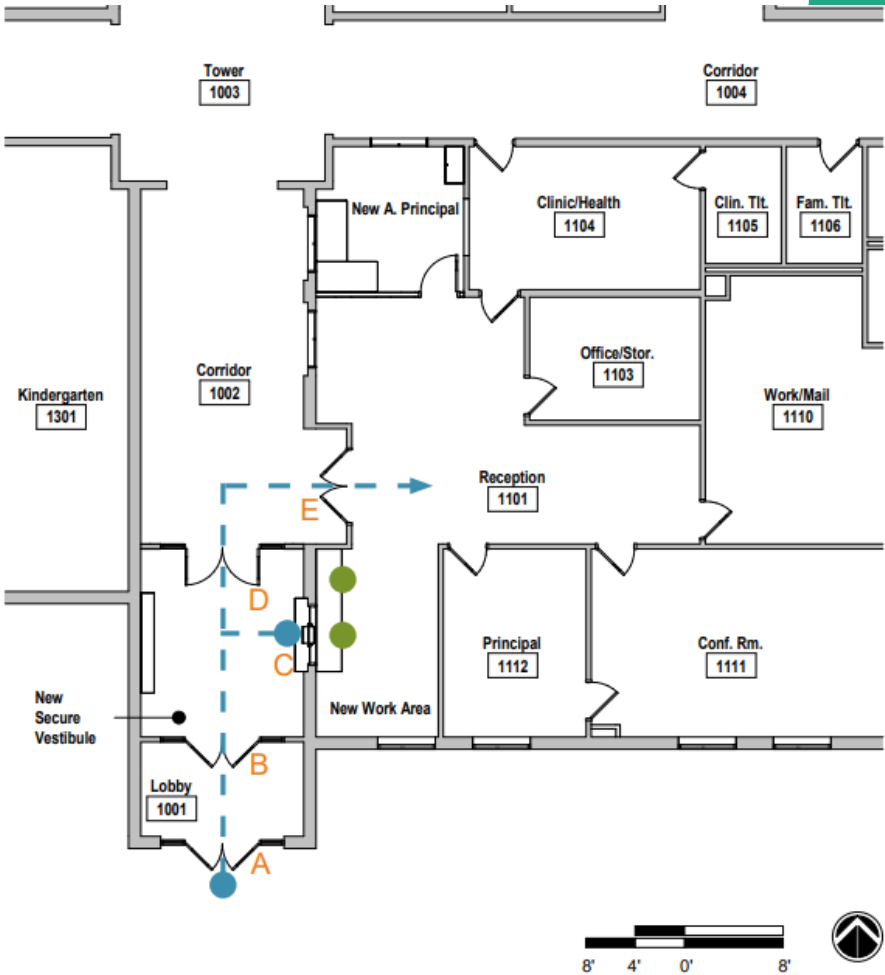 Tower
1003
Corridor
1004
New A. Principal
Clinic/Health
1104
Clin. Tlt.
1105
Fam. Tlt.
1106
Kindergarten
1301
Corridor
1002
Office/Stor.
1103
Work/Mail
1110
Reception
1101
E
D
C
Principal
1112
Conf. Rm.
1111
New
Secure
Vestibule
New Work Area
B
Lobby
1001
A
8' 4' 0' 8'